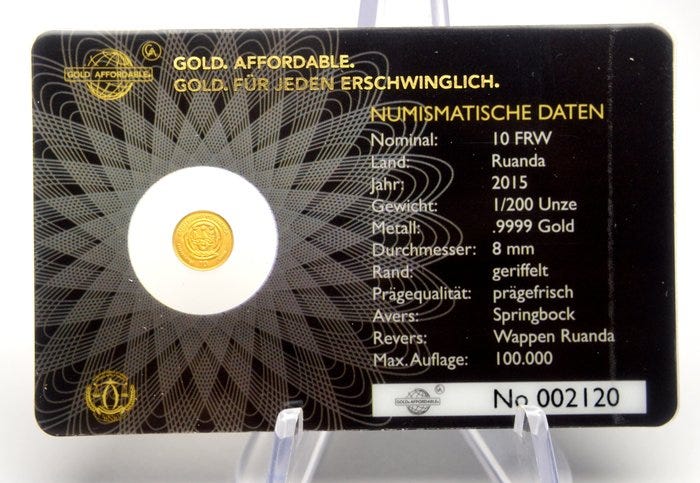 GOLD. AFFORDABLE.
GOLD. AFFORDABLE.
GOLD. FÜR JEDEN ERSCHWINGLICH.
NUMISMATISCHE DATEN
Nominal: 10 FRW
Land: Ruanda
Jahr: 2015
Gewicht: 1/200 Unze
Metall: .9999 Gold
Durchmesser: 8 mm
Rand: geriffelt
Prägequalität: prägefrisch
Avers: Springbock
Revers: Wappen Ruanda
Max. Auflage: 100.000
GOLD. AFFORDABLE.
No 002120